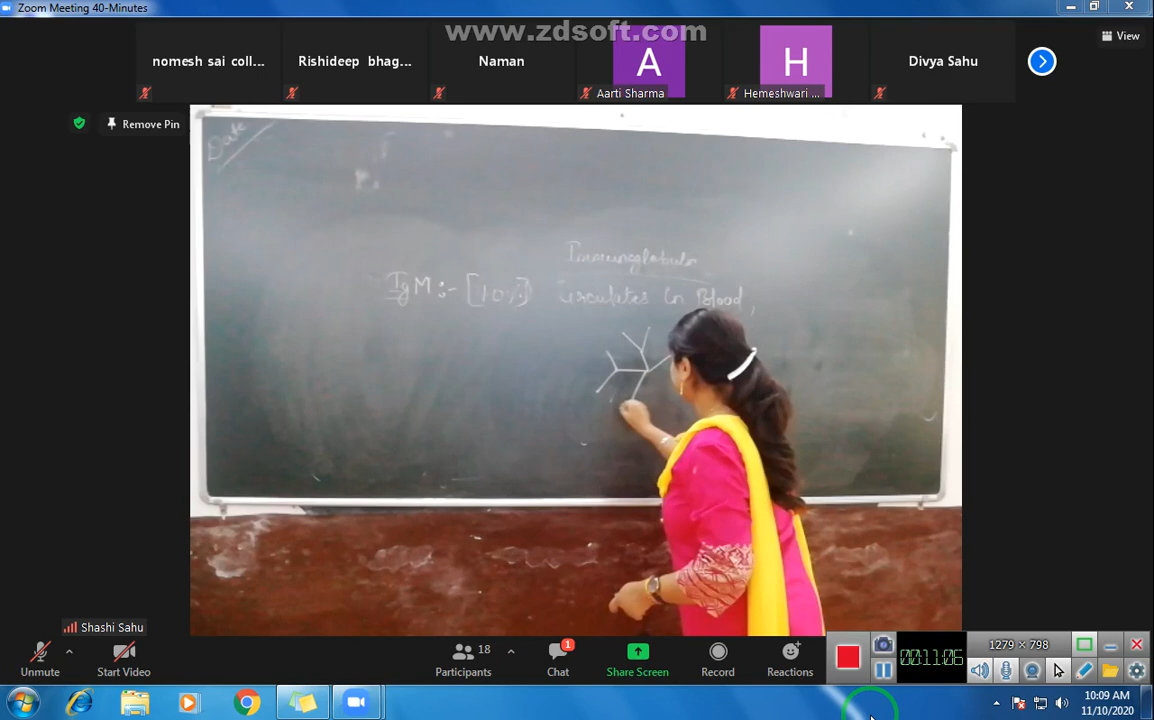 Zoom Meeting 40-Minutes
www.zdsoft.com
View
nomesh sai coll...
Rishideep bhag...
Naman
A
Aarti Sharma
H
Hemeshwari ...
Divya Sahu
Remove Pin
Date
Immunoglobulin
IgM :- [10%] Circulates in Blood,
Shashi Sahu
Unmute
Start Video
18
Participants
1
Chat
Share Screen
Record
Reactions
00:11:06
1279 × 798
10:09 AM
11/10/2020